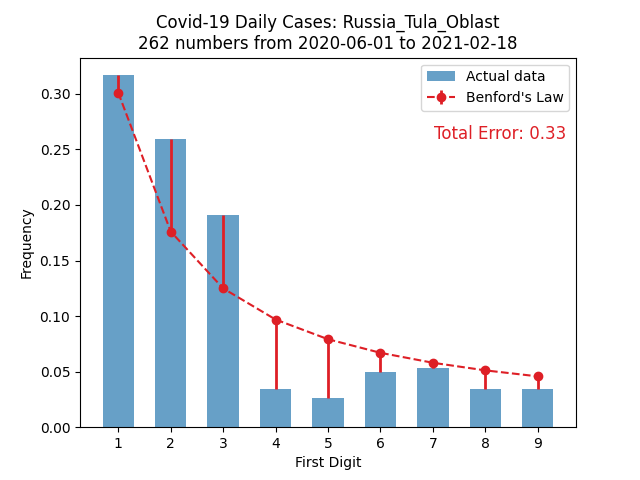 Covid-19 Daily Cases: Russia_Tula_Oblast
262 numbers from 2020-06-01 to 2021-02-18
Actual data
Benford's Law
Total Error: 0.33
Frequency
0.30
0.25
0.20
0.15
0.10
0.05
0.00
1 2 3 4 5 6 7 8 9
First Digit